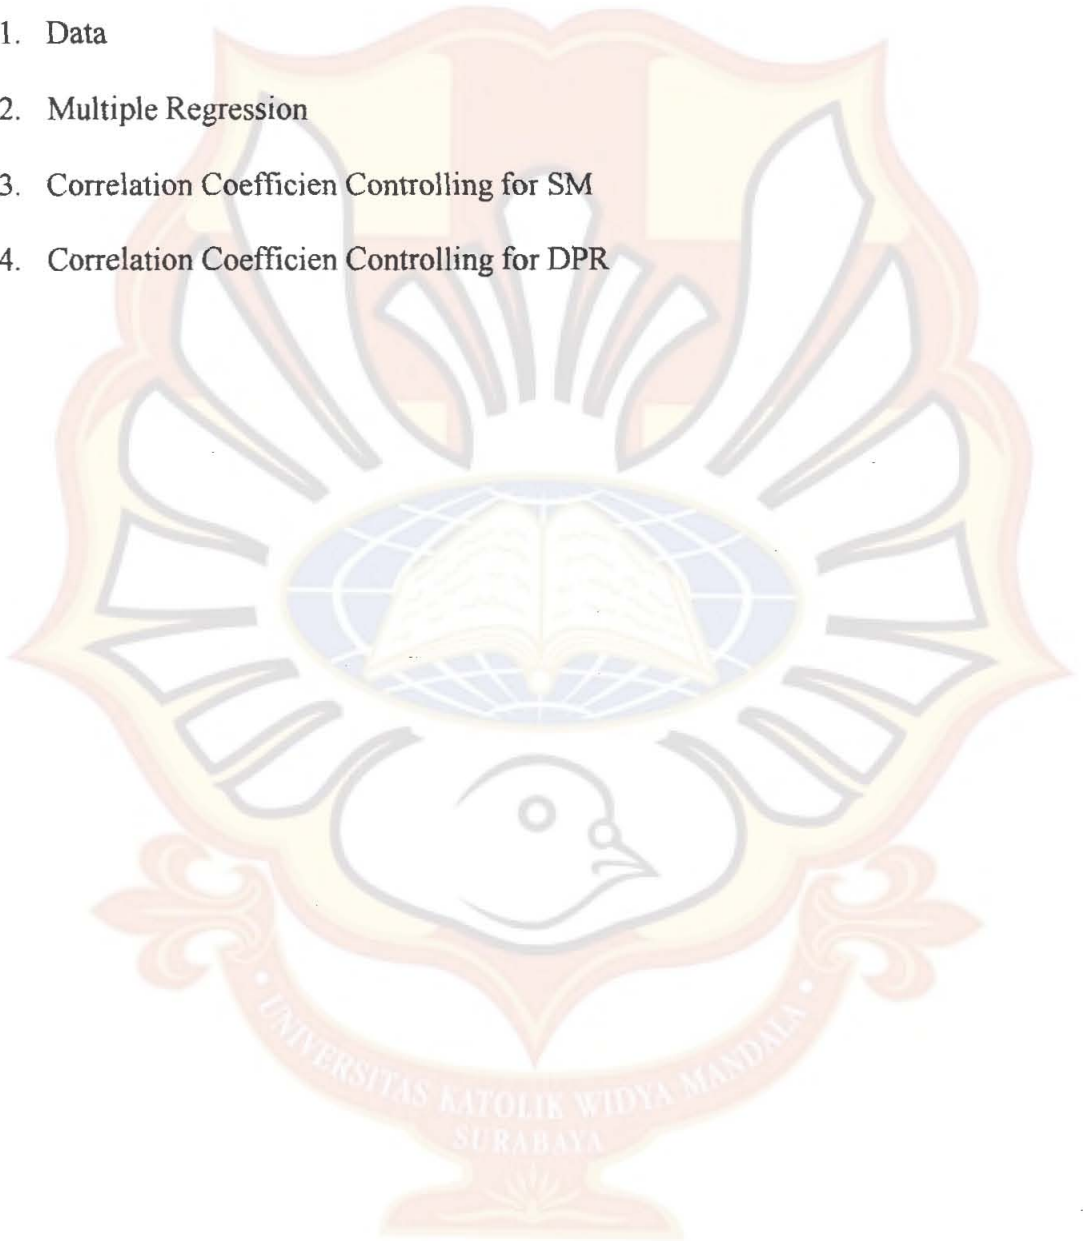 1. Data
2. Multiple Regression
3. Correlation Coefficien Controlling for SM
4. Correlation Coefficien Controlling for DPR
• UNIVERSITAS KATOLIK WIDYA MANDALA •
SURABAYA